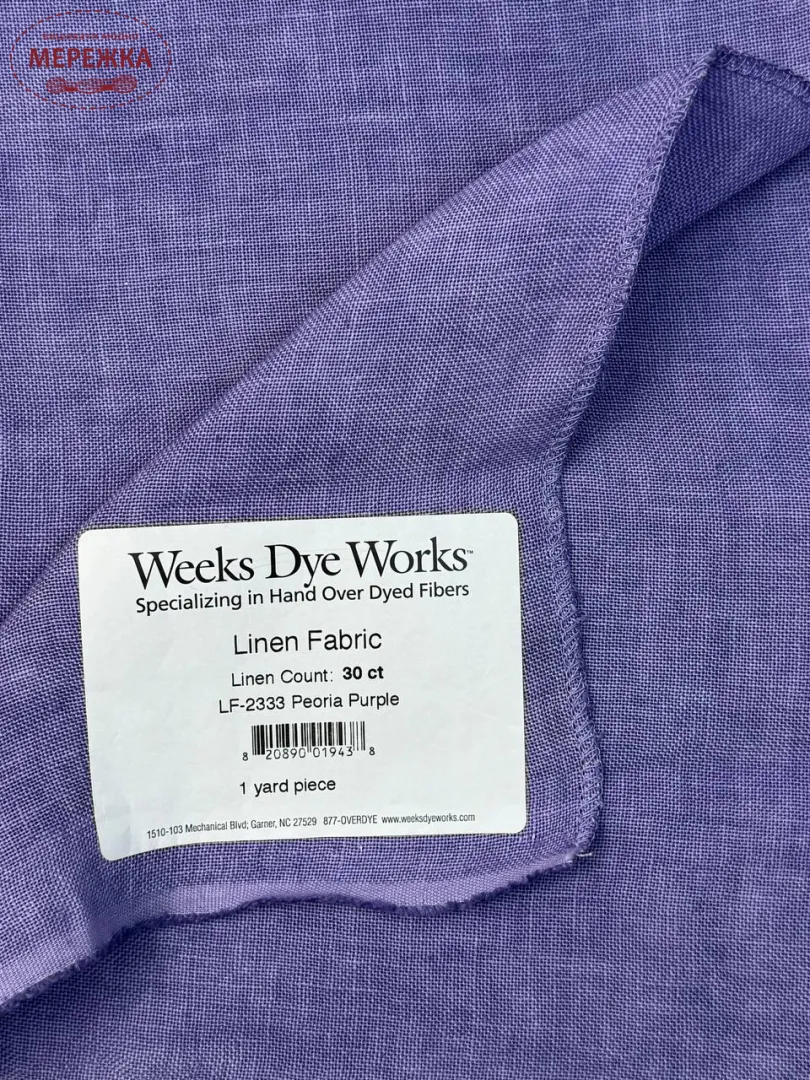 МЕРЕЖКА
Weeks Dye Works™
Specializing in Hand Over Dyed Fibers
Linen Fabric
Linen Count: 30 ct
LF-2333 Peoria Purple
8 20890 01943 8
1 yard piece
1510-103 Mechanical Blvd; Garner, NC 27529 877-OVERDYE www.weeksdyeworks.com